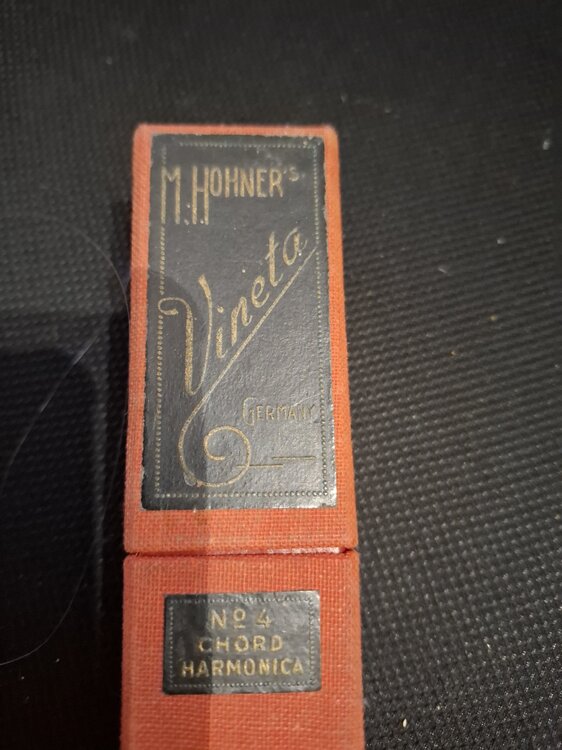 M. HOHNER'S
Vineta
GERMANY
No 4
CHORD
HARMONICA